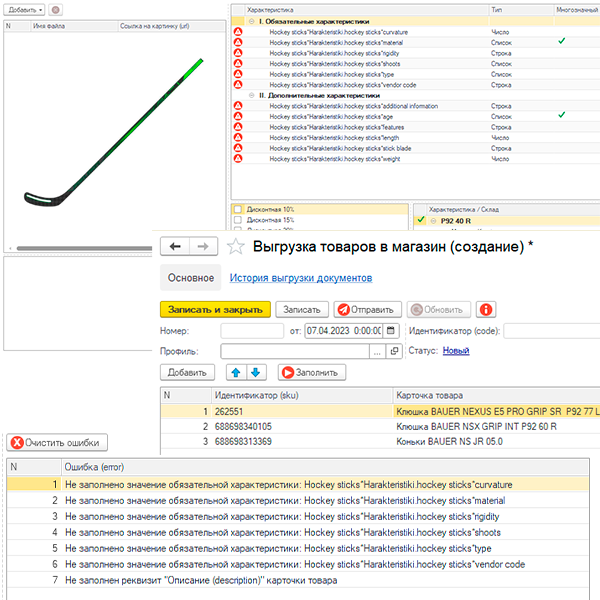 Добавить
N Имя файла Ссылка на картинку (url)
Характеристика Тип Многозначный
I. Обязательные характеристики
Hockey sticks*Harakteristiki.hockey sticks*curvature Число
Hockey sticks*Harakteristiki.hockey sticks*material Список
Hockey sticks*Harakteristiki.hockey sticks*rigidity Строка
Hockey sticks*Harakteristiki.hockey sticks*shoots Список
Hockey sticks*Harakteristiki.hockey sticks*type Список
Hockey sticks*Harakteristiki.hockey sticks*vendor code Строка
II. Дополнительные характеристики
Hockey sticks*Harakteristiki.hockey sticks*additional information Строка
Hockey sticks*Harakteristiki.hockey sticks*age Список
Hockey sticks*Harakteristiki.hockey sticks*features Строка
Hockey sticks*Harakteristiki.hockey sticks*length Число
Hockey sticks*Harakteristiki.hockey sticks*stick blade Строка
Hockey sticks*Harakteristiki.hockey sticks*weight Число
Дисконтная 10%
Дисконтная 15%
Характеристика / Склад
P92 40 R
Выгрузка товаров в магазин (создание) *
Основное История выгрузки документов
Записать и закрыть Записать Отправить Обновить
Номер: от: 07.04.2023 0:00:0 Идентификатор (code):
Профиль: ... Статус: Новый
Добавить Заполнить
N Идентификатор (sku) Карточка товара
1 262551 Клюшка BAUER NEXUS E5 PRO GRIP SR P92 77 L
2 688698340105 Клюшка BAUER NSX GRIP INT P92 60 R
3 688698313369 Коньки BAUER NS JR 05.0
Очистить ошибки
N Ошибка (error)
1 Не заполнено значение обязательной характеристики: Hockey sticks*Harakteristiki.hockey sticks*curvature
2 Не заполнено значение обязательной характеристики: Hockey sticks*Harakteristiki.hockey sticks*material
3 Не заполнено значение обязательной характеристики: Hockey sticks*Harakteristiki.hockey sticks*rigidity
4 Не заполнено значение обязательной характеристики: Hockey sticks*Harakteristiki.hockey sticks*shoots
5 Не заполнено значение обязательной характеристики: Hockey sticks*Harakteristiki.hockey sticks*type
6 Не заполнено значение обязательной характеристики: Hockey sticks*Harakteristiki.hockey sticks*vendor code
7 Не заполнен реквизит "Описание (description)" карточки товара